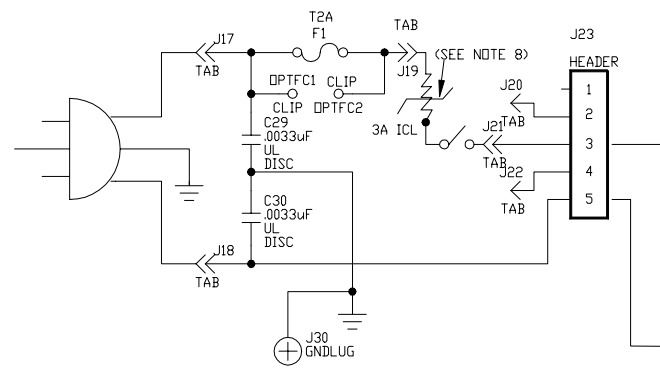 T2A
F1
TAB
J23
J17
(SEE NOTE 8)
HEADER
TAB
J19
OPTFC1
CLIP
CLIP
OPTFC2
J20
TAB
1
2
3
4
5
C29
.0033uF
UL
DISC
3A ICL
J21
TAB
J22
TAB
C30
.0033uF
UL
DISC
J18
TAB
J30
GNDLUG